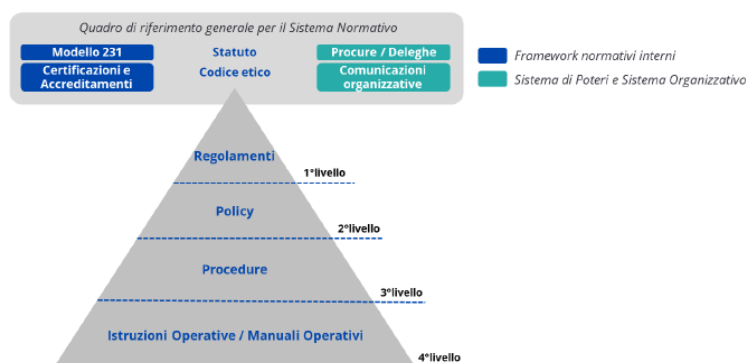 Quadro di riferimento generale per il Sistema Normativo
Modello 231
Statuto
Procure / Deleghe
Certificazioni e
Accreditamenti
Codice etico
Comunicazioni
organizzative
Framework normativi interni
Sistema di Poteri e Sistema Organizzativo
Regolamenti
1°livello
Policy
2°livello
Procedure
3°livello
Istruzioni Operative / Manuali Operativi
4°livello